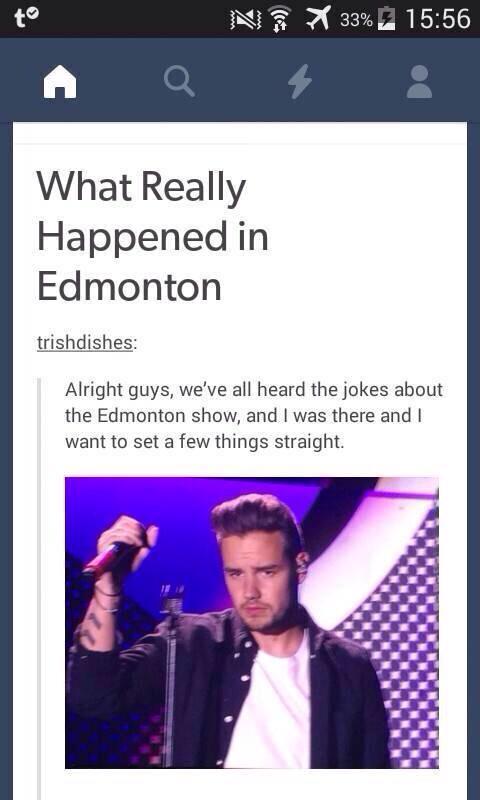 t
33% 15:56
What Really
Happened in
Edmonton
trishdishes:
Alright guys, we've all heard the jokes about
the Edmonton show, and I was there and I
want to set a few things straight.